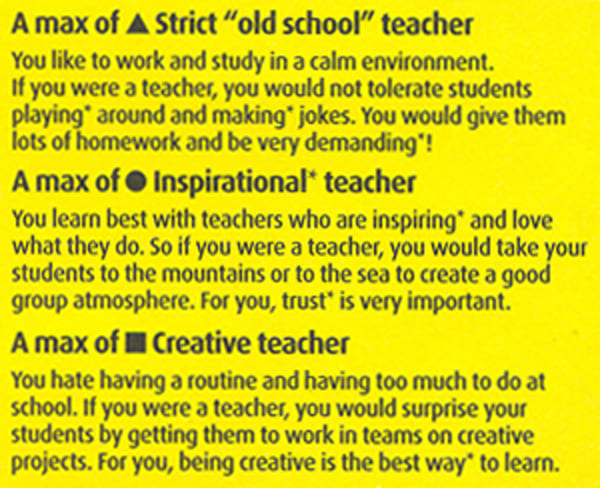 A max of ▲ Strict “old school” teacher
You like to work and study in a calm environment.
If you were a teacher, you would not tolerate students
playing* around and making* jokes. You would give them
lots of homework and be very demanding*!
A max of ● Inspirational* teacher
You learn best with teachers who are inspiring* and love
what they do. So if you were a teacher, you would take your
students to the mountains or to the sea to create a good
group atmosphere. For you, trust* is very important.
A max of ■ Creative teacher
You hate having a routine and having too much to do at
school. If you were a teacher, you would surprise your
students by getting them to work in teams on creative
projects. For you, being creative is the best way* to learn.